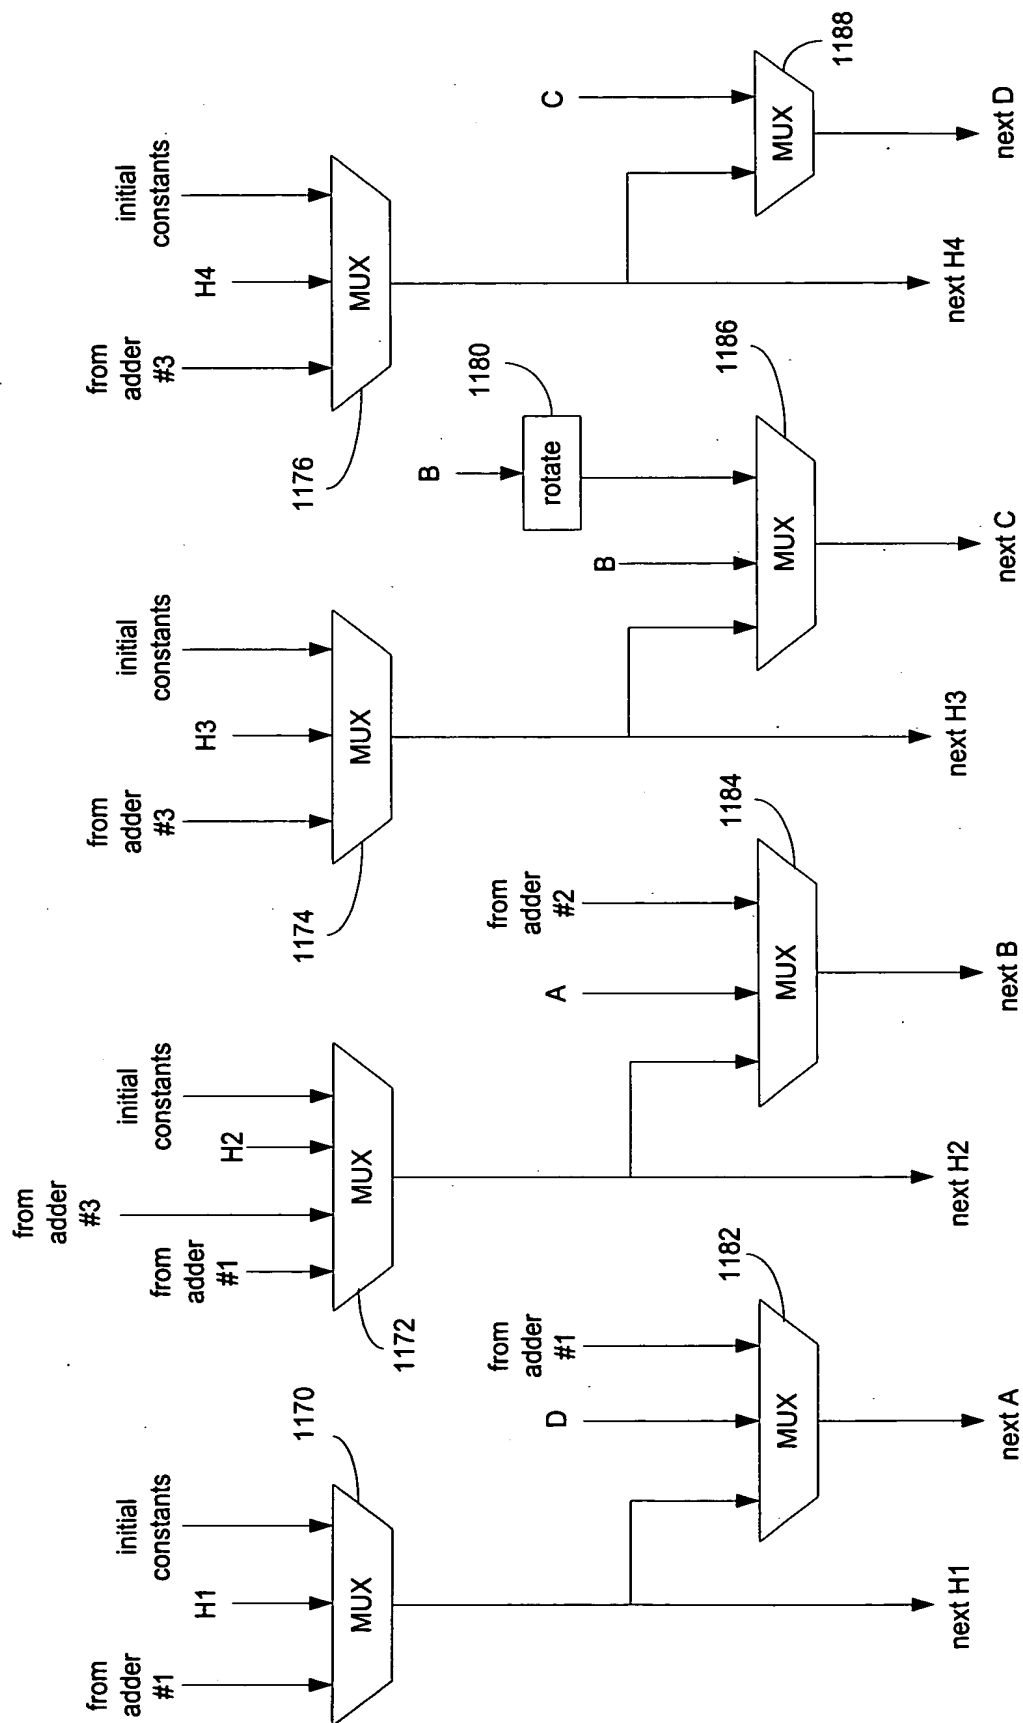 from
adder
#1
H1
initial
constants
MUX
1170
next H1
D
from
adder
#1
MUX
1182
next A
from
adder
#1
from
adder
#3
H2
initial
constants
MUX
1172
next H2
A
from
adder
#2
MUX
1184
next B
from
adder
#3
H3
initial
constants
MUX
1174
next H3
B
B
rotate
1180
MUX
1186
next C
from
adder
#3
H4
initial
constants
MUX
1176
next H4
C
MUX
1188
next D